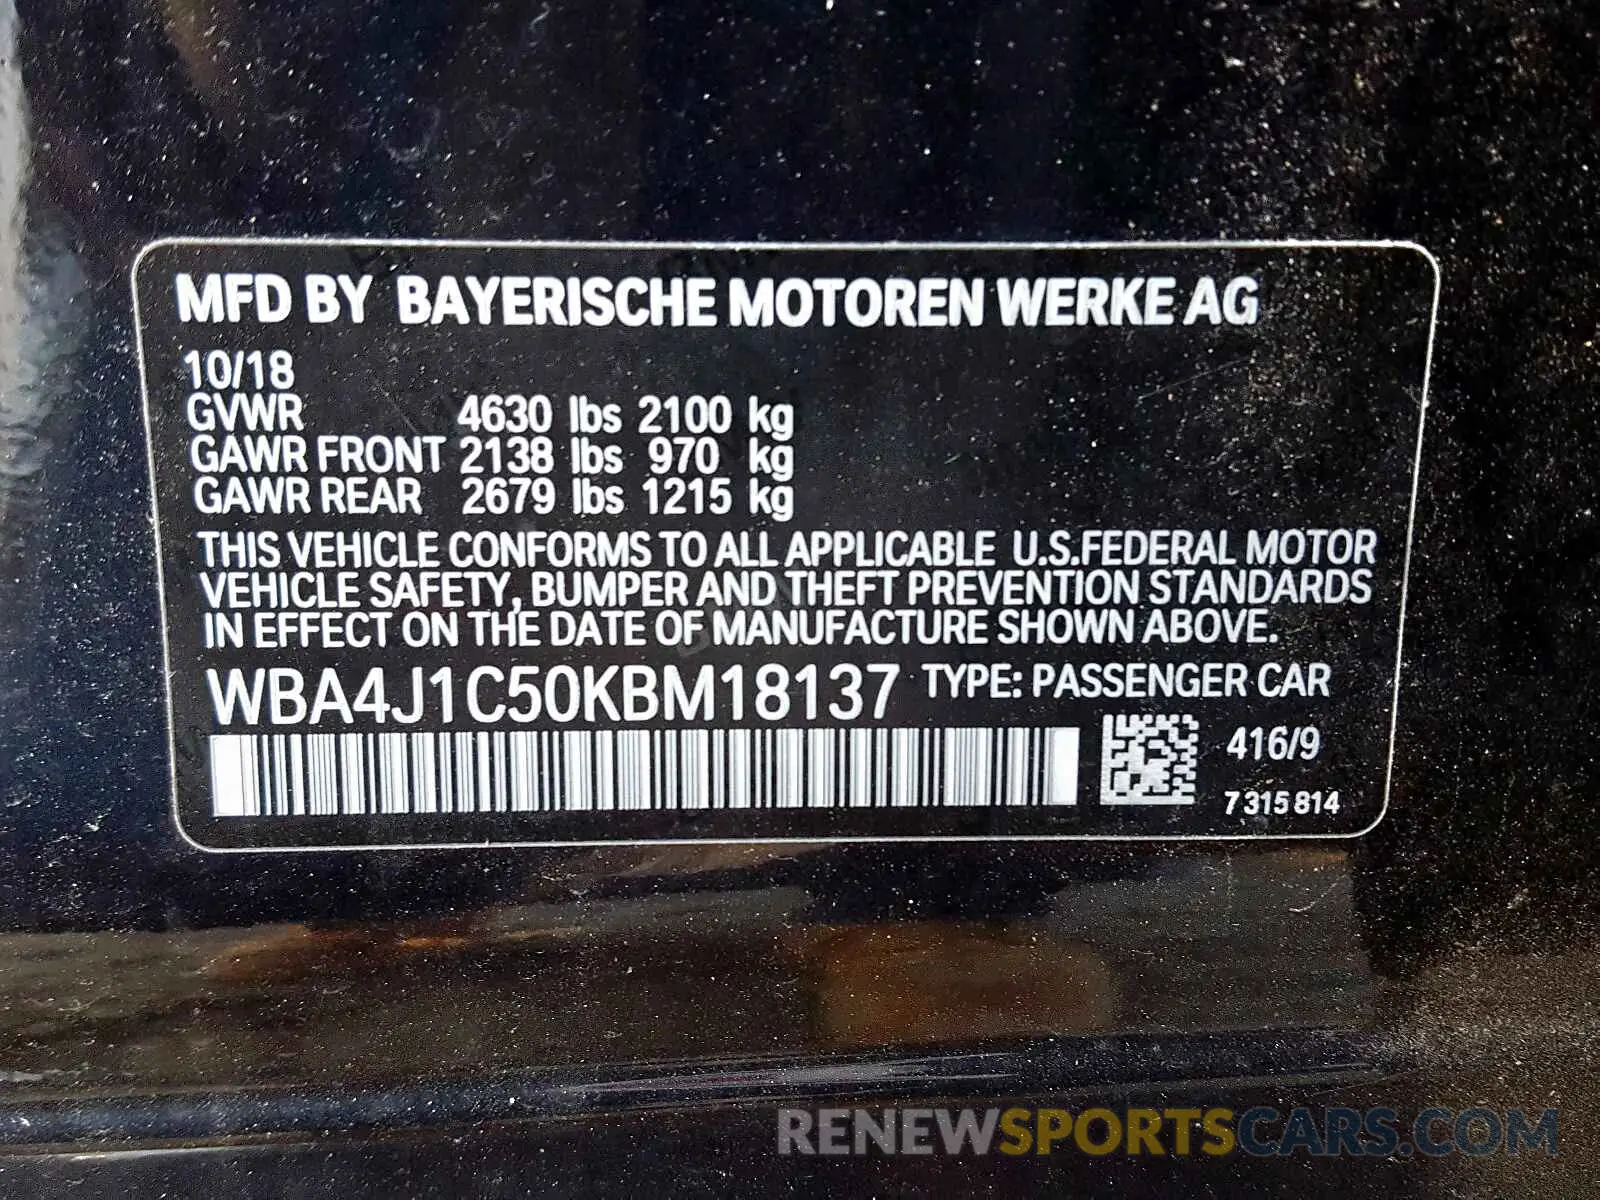 MFD BY BAYERISCHE MOTOREN WERKE AG
10/18
GVWR 4630 lbs 2100 kg
GAWR FRONT 2138 lbs 970 kg
GAWR REAR 2679 lbs 1215 kg
THIS VEHICLE CONFORMS TO ALL APPLICABLE U.S.FEDERAL MOTOR
VEHICLE SAFETY, BUMPER AND THEFT PREVENTION STANDARDS
IN EFFECT ON THE DATE OF MANUFACTURE SHOWN ABOVE.
WBA4J1C50KBM18137 TYPE: PASSENGER CAR
416/9
7 315 814
RENEWSPORTSCARS.COM